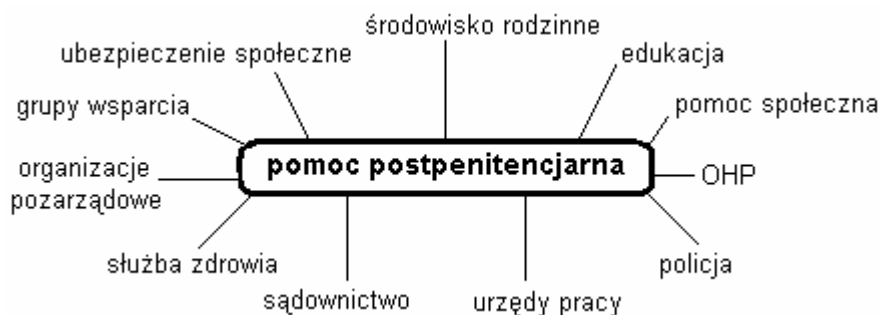 środowisko rodzinne
ubezpieczenie społeczne
edukacja
grupy wsparcia
pomoc społeczna
pomoc postpenitencjarna
organizacje
pozarządowe
OHP
służba zdrowia
policja
sądownictwo
urzędy pracy